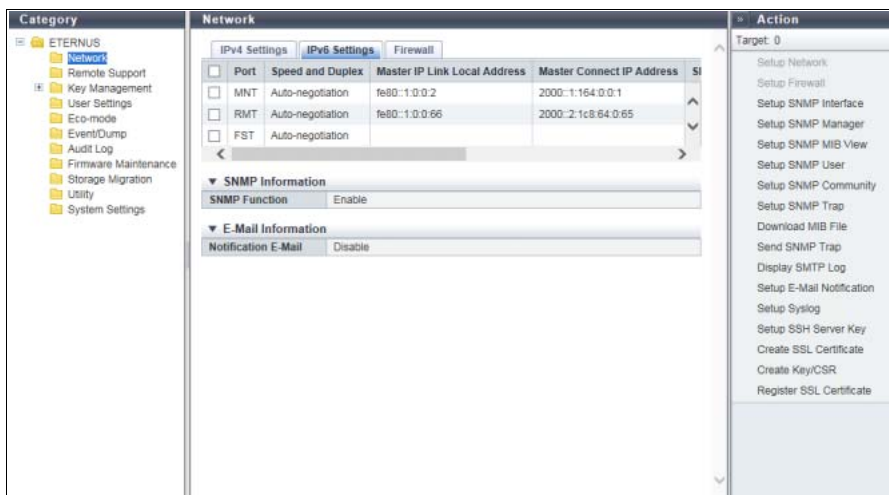 Category
ETERNUS
Network
Remote Support
Key Management
User Settings
Eco-mode
Event/Dump
Audit Log
Firmware Maintenance
Storage Migration
Utility
System Settings
Network
IPv4 Settings IPv6 Settings Firewall
Port Speed and Duplex Master IP Link Local Address Master Connect IP Address
MNT Auto-negotiation fe80::1:0:0:2 2000::1:164:0:0:1
RMT Auto-negotiation fe80::1:0:0:66 2000::2:1c8:64:0:65
FST Auto-negotiation
▼ SNMP Information
SNMP Function Enable
▼ E-Mail Information
Notification E-Mail Disable
» Action
Target: 0
Setup Network
Setup Firewall
Setup SNMP Interface
Setup SNMP Manager
Setup SNMP MIB View
Setup SNMP User
Setup SNMP Community
Setup SNMP Trap
Download MIB File
Send SNMP Trap
Display SMTP Log
Setup E-Mail Notification
Setup Syslog
Setup SSH Server Key
Create SSL Certificate
Create Key/CSR
Register SSL Certificate